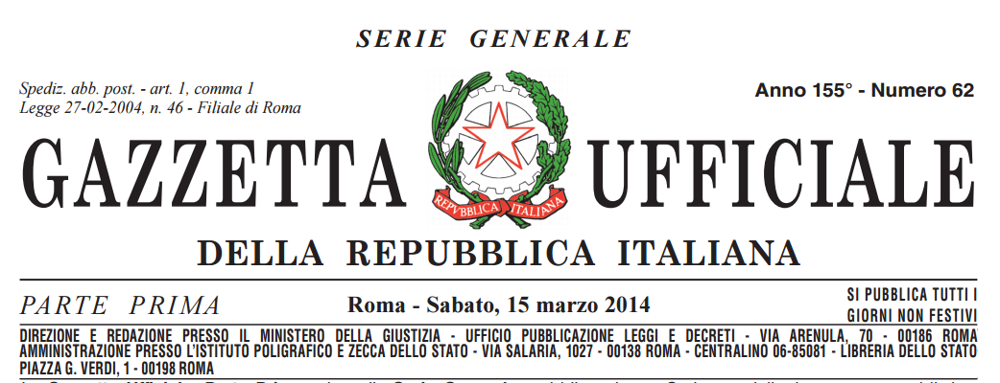 SERIE GENERALE
Spediz. abb. post. - art. 1, comma 1
Legge 27-02-2004, n. 46 - Filiale di Roma
Anno 155° - Numero 62
GAZZETTA UFFICIALE
REPVBBLICA ITALIANA
DELLA REPUBBLICA ITALIANA
PARTE PRIMA
Roma - Sabato, 15 marzo 2014
SI PUBBLICA TUTTI I
GIORNI NON FESTIVI
DIREZIONE E REDAZIONE PRESSO IL MINISTERO DELLA GIUSTIZIA - UFFICIO PUBBLICAZIONE LEGGI E DECRETI - VIA ARENULA, 70 - 00186 ROMA
AMMINISTRAZIONE PRESSO L'ISTITUTO POLIGRAFICO E ZECCA DELLO STATO - VIA SALARIA, 1027 - 00138 ROMA - CENTRALINO 06-85081 - LIBRERIA DELLO STATO
PIAZZA G. VERDI, 1 - 00198 ROMA